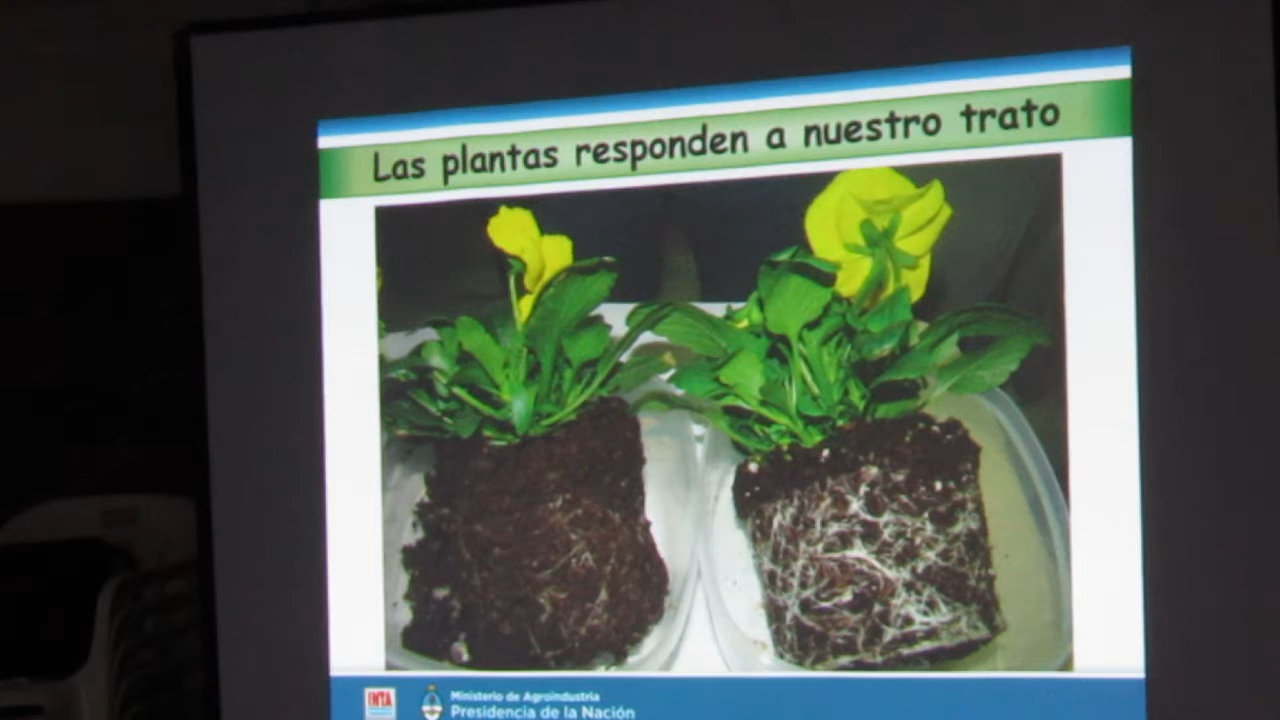 Las plantas responden a nuestro trato
INTA
Ministerio de Agroindustria
Presidencia de la Nación